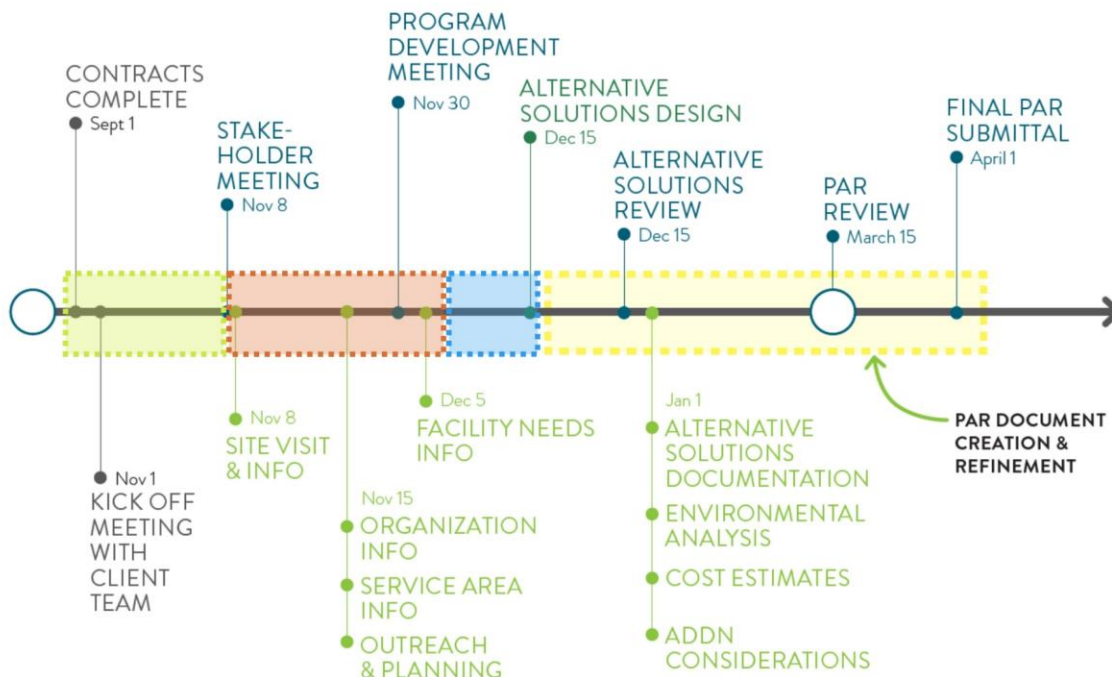 CONTRACTS
COMPLETE
Sept 1
STAKE-
HOLDER
MEETING
Nov 8
PROGRAM
DEVELOPMENT
MEETING
Nov 30
ALTERNATIVE
SOLUTIONS DESIGN
Dec 15
ALTERNATIVE
SOLUTIONS
REVIEW
Dec 15
PAR
REVIEW
March 15
FINAL PAR
SUBMITTAL
April 1
Nov 1
KICK OFF
MEETING
WITH
CLIENT
TEAM
Nov 8
SITE VISIT
& INFO
Nov 15
ORGANIZATION
INFO
SERVICE AREA
INFO
OUTREACH
& PLANNING
Dec 5
FACILITY NEEDS
INFO
Jan 1
ALTERNATIVE
SOLUTIONS
DOCUMENTATION
ENVIRONMENTAL
ANALYSIS
COST ESTIMATES
ADDN
CONSIDERATIONS
PAR DOCUMENT
CREATION &
REFINEMENT